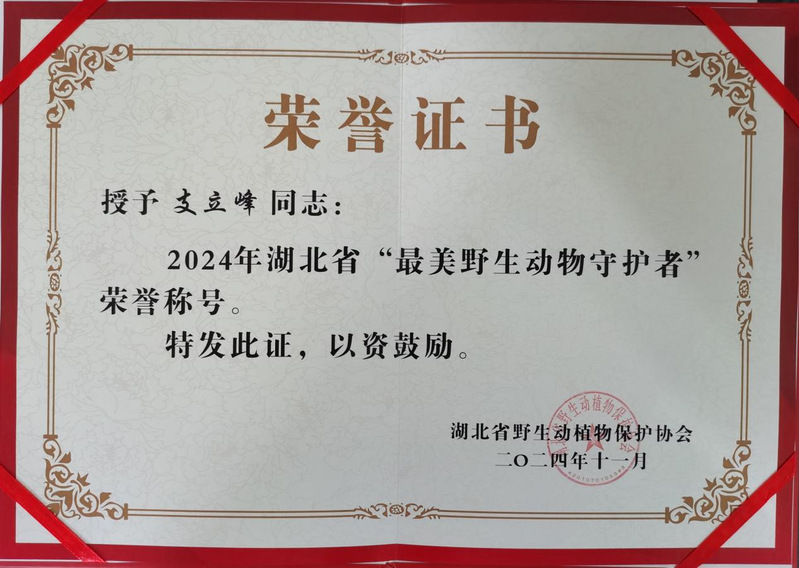 荣誉证书
授予 支立峰 同志：
2024年湖北省“最美野生动物守护者”
荣誉称号。
特发此证，以资鼓励。
湖北省野生动植物保护协会
二〇二四年十一月